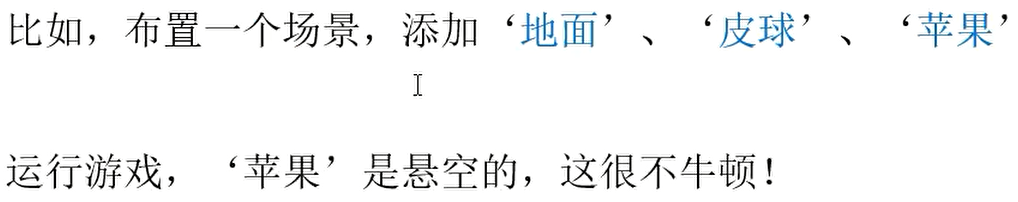 比如，布置一个场景，添加‘地面’、‘皮球’、‘苹果’
运行游戏，‘苹果’是悬空的，这很不牛顿！